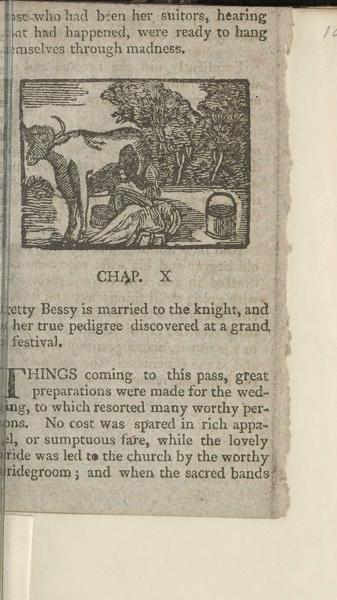 ose who had been her suitors, hearing
at had happened, were ready to hang
emselves through madness.
CHAP. X
retty Bessy is married to the knight, and
her true pedigree discovered at a grand
festival.
THINGS coming to this pass, great
preparations were made for the wed-
ing, to which resorted many worthy per-
ons. No cost was spared in rich appa-
el, or sumptuous fare, while the lovely
ride was led to the church by the worthy
ridegroom; and when the sacred bands